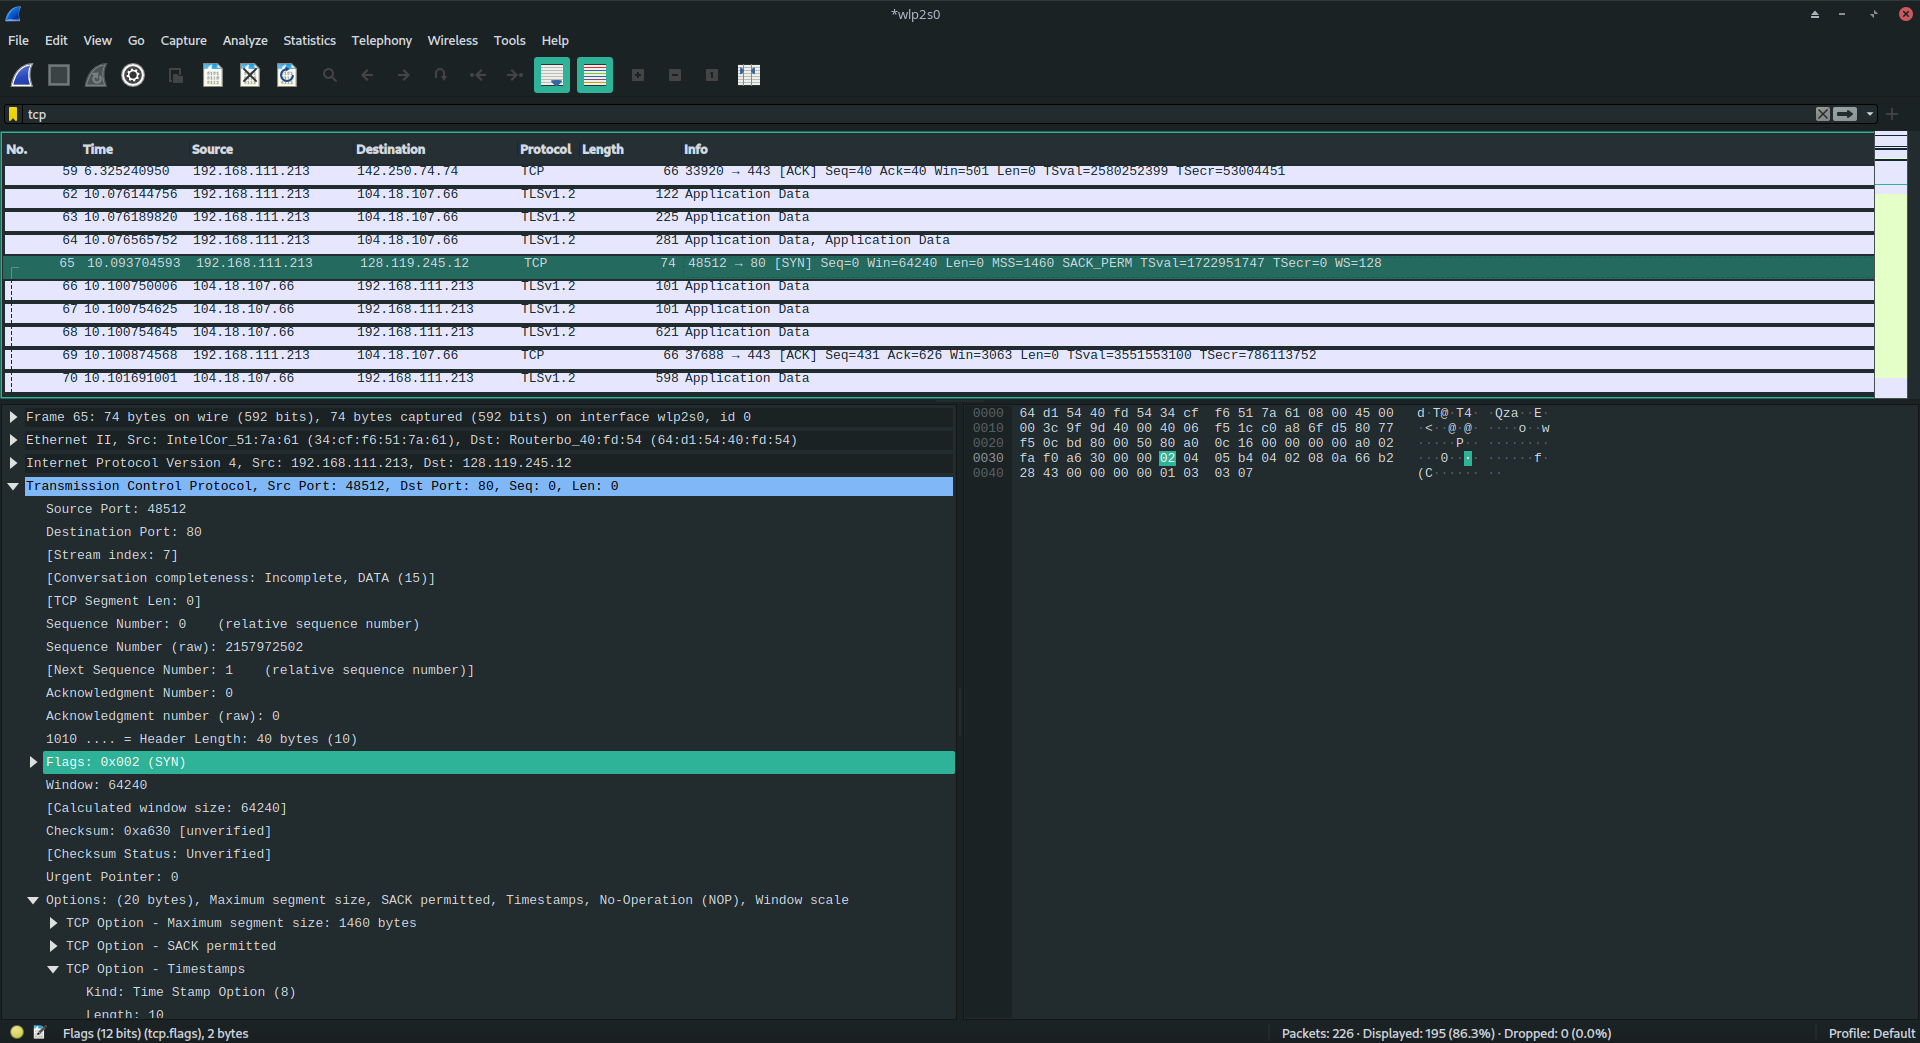 *wlp2s0
File Edit View Go Capture Analyze Statistics Telephony Wireless Tools Help
tcp
No. Time Source Destination Protocol Length Info
59 6.325240950 192.168.111.213 142.250.74.74 TCP 66 33920 → 443 [ACK] Seq=40 Ack=40 Win=501 Len=0 TSval=2580252399 TSecr=53004451
62 10.076144756 192.168.111.213 104.18.107.66 TLSv1.2 122 Application Data
63 10.076189820 192.168.111.213 104.18.107.66 TLSv1.2 225 Application Data
64 10.076565752 192.168.111.213 104.18.107.66 TLSv1.2 281 Application Data, Application Data
65 10.093704593 192.168.111.213 128.119.245.12 TCP 74 48512 → 80 [SYN] Seq=0 Win=64240 Len=0 MSS=1460 SACK_PERM TSval=1722951747 TSecr=0 WS=128
66 10.100750006 104.18.107.66 192.168.111.213 TLSv1.2 101 Application Data
67 10.100754625 104.18.107.66 192.168.111.213 TLSv1.2 101 Application Data
68 10.100754645 104.18.107.66 192.168.111.213 TLSv1.2 621 Application Data
69 10.100874568 192.168.111.213 104.18.107.66 TCP 66 37688 → 443 [ACK] Seq=431 Ack=626 Win=3063 Len=0 TSval=3551553100 TSecr=786113752
70 10.101691001 104.18.107.66 192.168.111.213 TLSv1.2 598 Application Data
Frame 65: 74 bytes on wire (592 bits), 74 bytes captured (592 bits) on interface wlp2s0, id 0
Ethernet II, Src: IntelCor_51:7a:61 (34:cf:f6:51:7a:61), Dst: Routerbo_40:fd:54 (64:d1:54:40:fd:54)
Internet Protocol Version 4, Src: 192.168.111.213, Dst: 128.119.245.12
Transmission Control Protocol, Src Port: 48512, Dst Port: 80, Seq: 0, Len: 0
Source Port: 48512
Destination Port: 80
[Stream index: 7]
[Conversation completeness: Incomplete, DATA (15)]
[TCP Segment Len: 0]
Sequence Number: 0 (relative sequence number)
Sequence Number (raw): 2157972502
[Next Sequence Number: 1 (relative sequence number)]
Acknowledgment Number: 0
Acknowledgment number (raw): 0
1010 .... = Header Length: 40 bytes (10)
Flags: 0x002 (SYN)
Window: 64240
[Calculated window size: 64240]
Checksum: 0xa630 [unverified]
[Checksum Status: Unverified]
Urgent Pointer: 0
Options: (20 bytes), Maximum segment size, SACK permitted, Timestamps, No-Operation (NOP), Window scale
TCP Option - Maximum segment size: 1460 bytes
TCP Option - SACK permitted
TCP Option - Timestamps
Kind: Time Stamp Option (8)
Length: 10
0000 64 d1 54 40 fd 54 34 cf f6 51 7a 61 08 00 45 00 d·T@·T4· ·Qza··E·
0010 00 3c 9f 9d 40 00 40 06 f5 1c c0 a8 6f d5 80 77 ·<··@·@· ····o··w
0020 f5 0c bd 80 00 50 80 a0 0c 16 00 00 00 00 a0 02 ·····P·· ········
0030 fa f0 a6 30 00 00 02 04 05 b4 04 02 08 0a 66 b2 ···0···· ······f·
0040 28 43 00 00 00 00 01 03 03 07 (C······ ··
Flags (12 bits) (tcp.flags), 2 bytes
Packets: 226 · Displayed: 195 (86.3%) · Dropped: 0 (0.0%)
Profile: Default